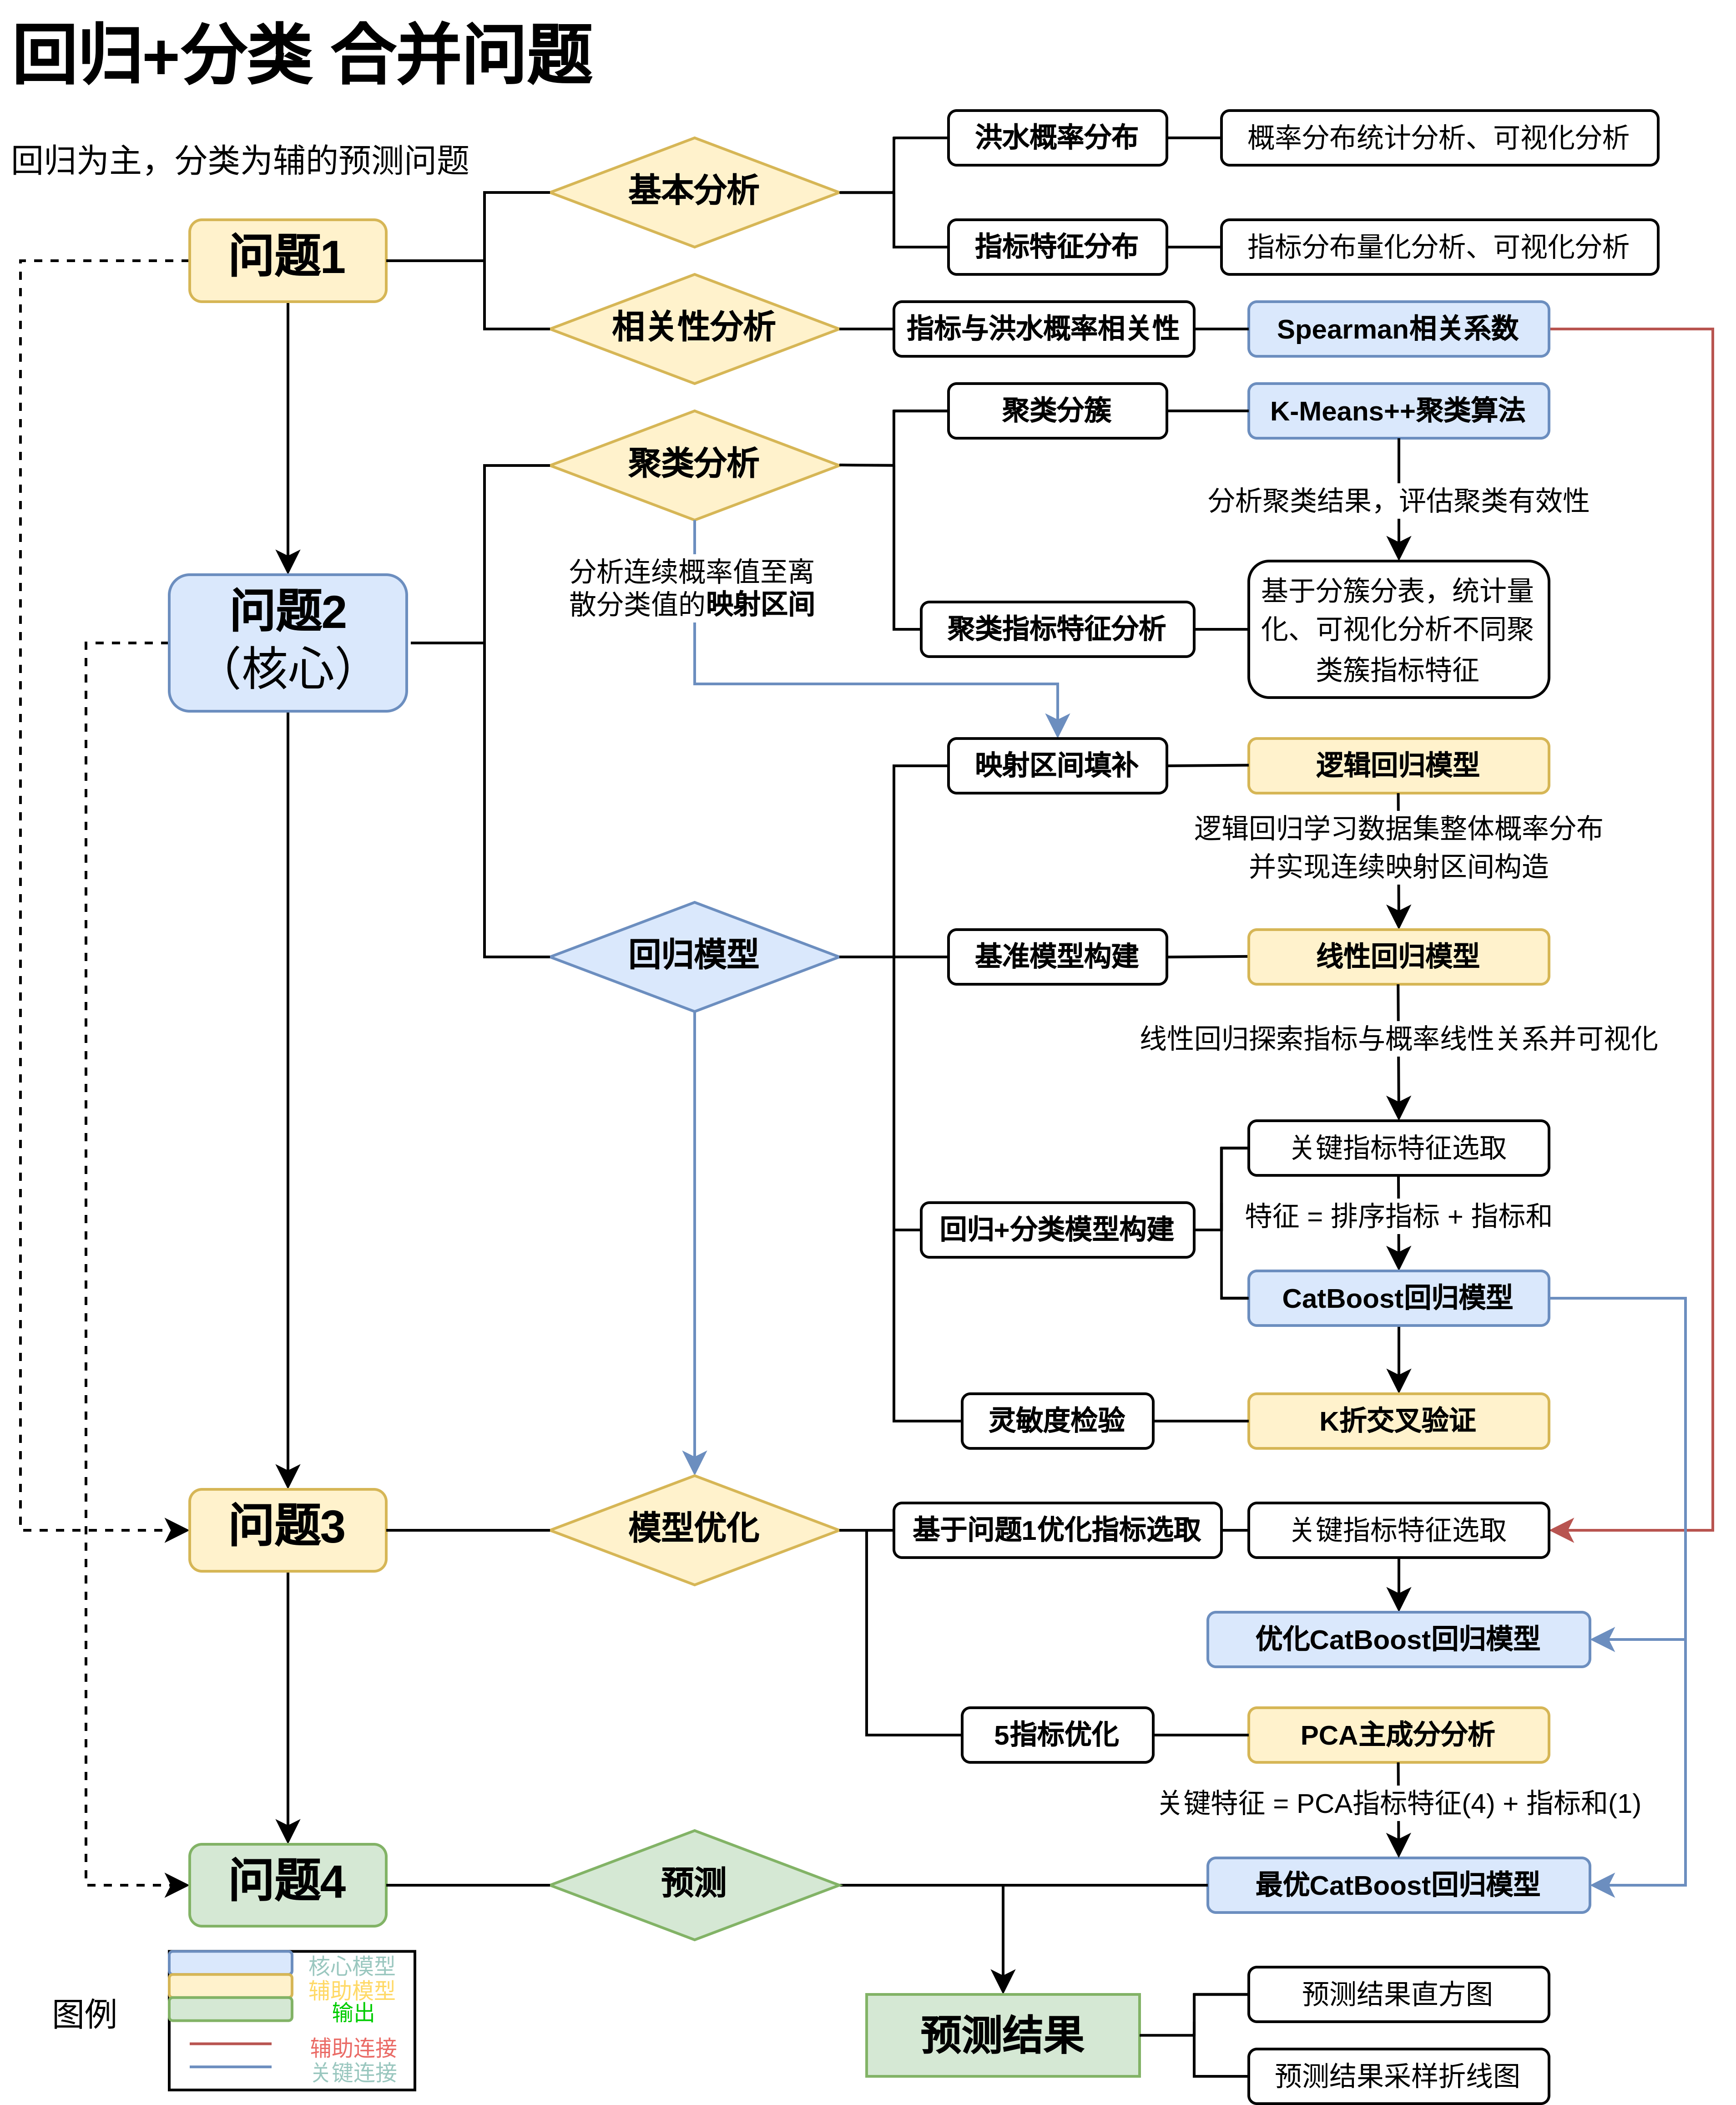 回归+分类 合并问题
回归为主，分类为辅的预测问题
问题1
基本分析
洪水概率分布
概率分布统计分析、可视化分析
指标特征分布
指标分布量化分析、可视化分析
相关性分析
指标与洪水概率相关性
Spearman相关系数
问题2
（核心）
聚类分析
聚类分簇
K-Means++聚类算法
分析聚类结果，评估聚类有效性
分析连续概率值至离
散分类值的映射区间
聚类指标特征分析
基于分簇分表，统计量
化、可视化分析不同聚
类簇指标特征
映射区间填补
逻辑回归模型
逻辑回归学习数据集整体概率分布
并实现连续映射区间构造
回归模型
基准模型构建
线性回归模型
线性回归探索指标与概率线性关系并可视化
关键指标特征选取
回归+分类模型构建
特征 = 排序指标 + 指标和
CatBoost回归模型
灵敏度检验
K折交叉验证
问题3
模型优化
基于问题1优化指标选取
关键指标特征选取
优化CatBoost回归模型
5指标优化
PCA主成分分析
关键特征 = PCA指标特征(4) + 指标和(1)
问题4
预测
最优CatBoost回归模型
预测结果
预测结果直方图
预测结果采样折线图
图例
核心模型
辅助模型
输出
辅助连接
关键连接